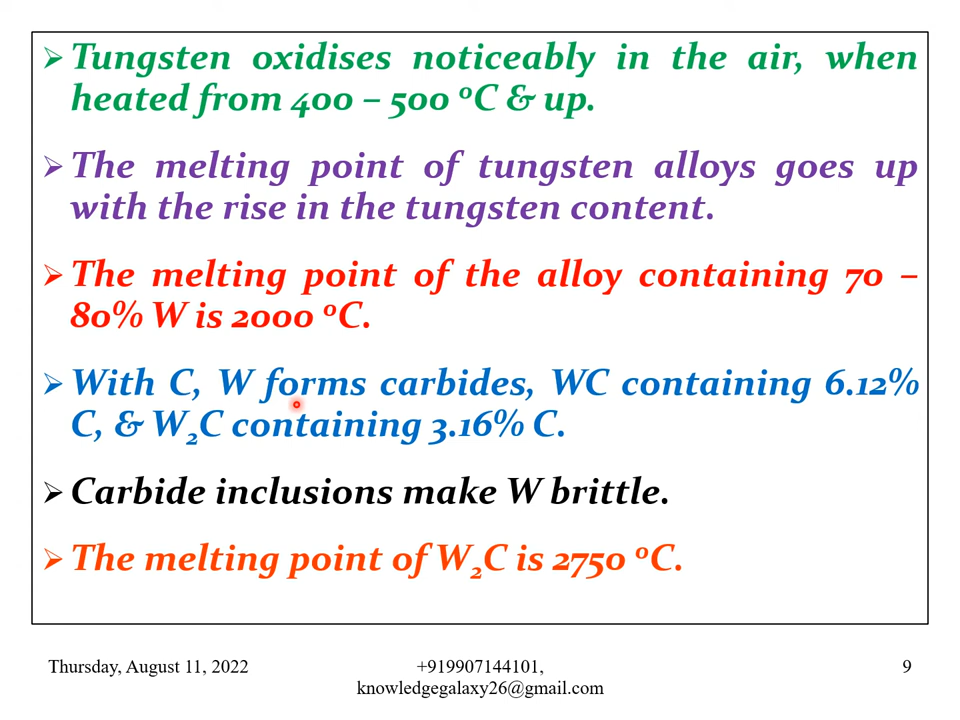 ➢ Tungsten oxidises noticeably in the air, when
heated from 400 – 500 ⁰C & up.
➢ The melting point of tungsten alloys goes up
with the rise in the tungsten content.
➢ The melting point of the alloy containing 70 –
80% W is 2000 ⁰C.
➢ With C, W forms carbides, WC containing 6.12%
C, & W₂C containing 3.16% C.
➢ Carbide inclusions make W brittle.
➢ The melting point of W₂C is 2750 ⁰C.
Thursday, August 11, 2022
+919907144101,
knowledgegalaxy26@gmail.com
9